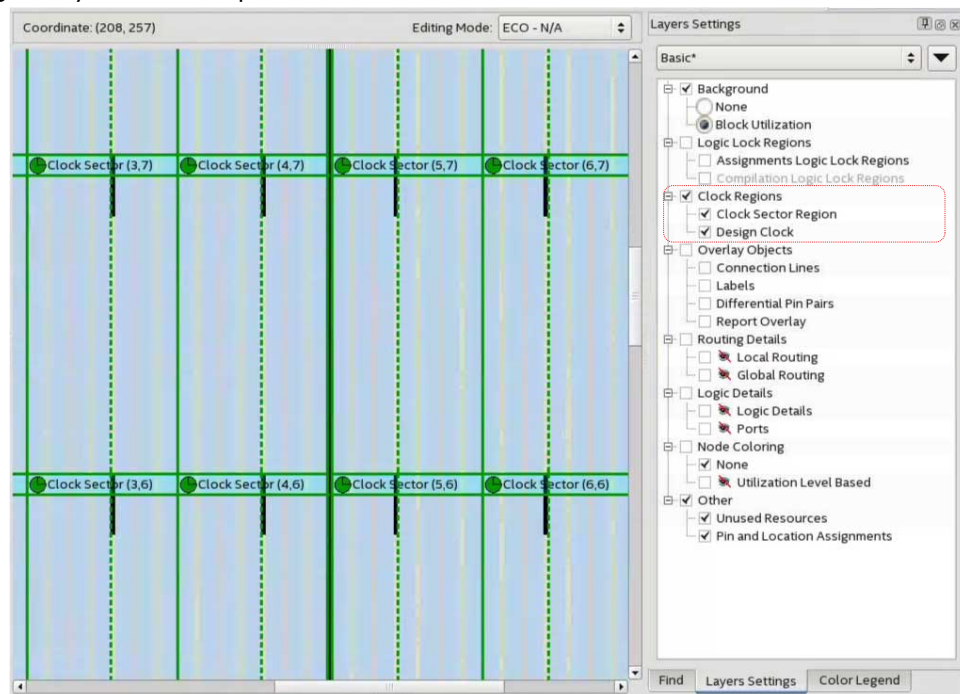 Coordinate: (208, 257)
Editing Mode: ECO - N/A
Clock Sector (3,7)
Clock Sector (4,7)
Clock Sector (5,7)
Clock Sector (6,7)
Clock Sector (3,6)
Clock Sector (4,6)
Clock Sector (5,6)
Clock Sector (6,6)
Layers Settings
Basic*
Background
None
Block Utilization
Logic Lock Regions
Assignments Logic Lock Regions
Compilation Logic Lock Regions
Clock Regions
Clock Sector Region
Design Clock
Overlay Objects
Connection Lines
Labels
Differential Pin Pairs
Report Overlay
Routing Details
Local Routing
Global Routing
Logic Details
Logic Details
Ports
Node Coloring
None
Utilization Level Based
Other
Unused Resources
Pin and Location Assignments
Find
Layers Settings
Color Legend